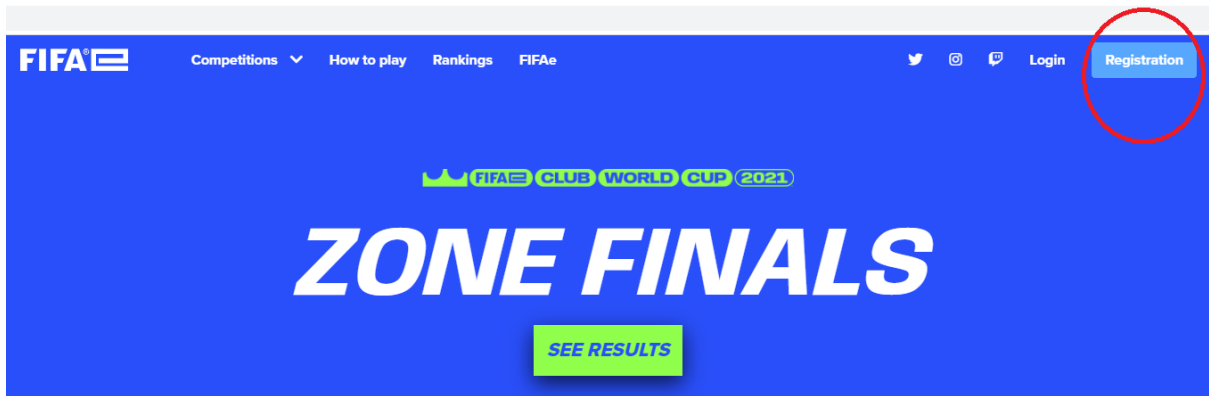 FIFAe Competitions How to play Rankings FIFAe Login Registration
FIFAe CLUB WORLD CUP 2021
ZONE FINALS
SEE RESULTS